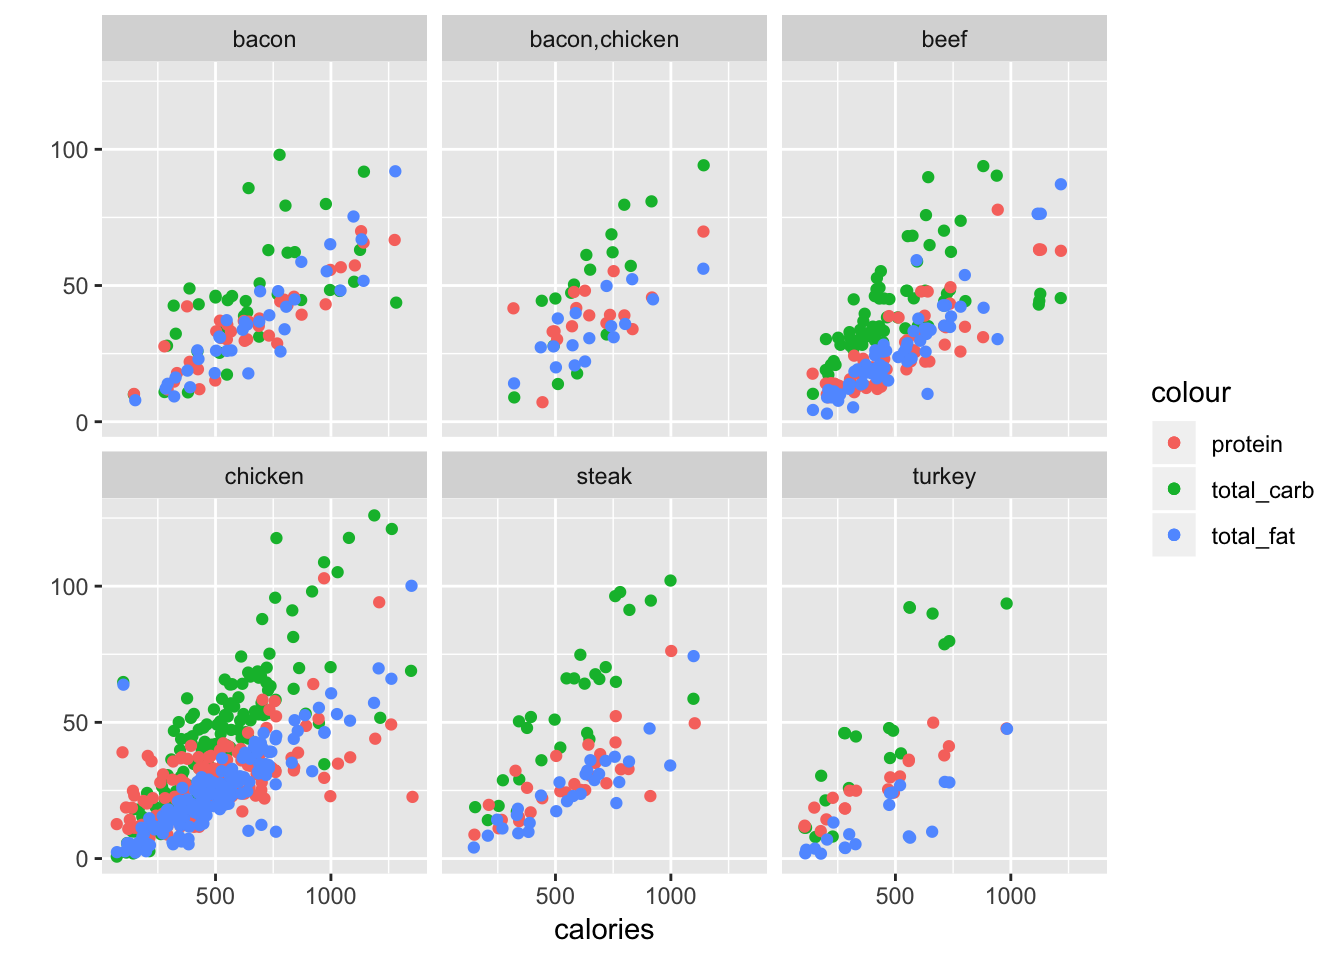 bacon
bacon,chicken
beef
100
50
0
chicken
steak
turkey
100
50
0
500
1000
500
1000
500
1000
calories
colour
protein
total_carb
total_fat